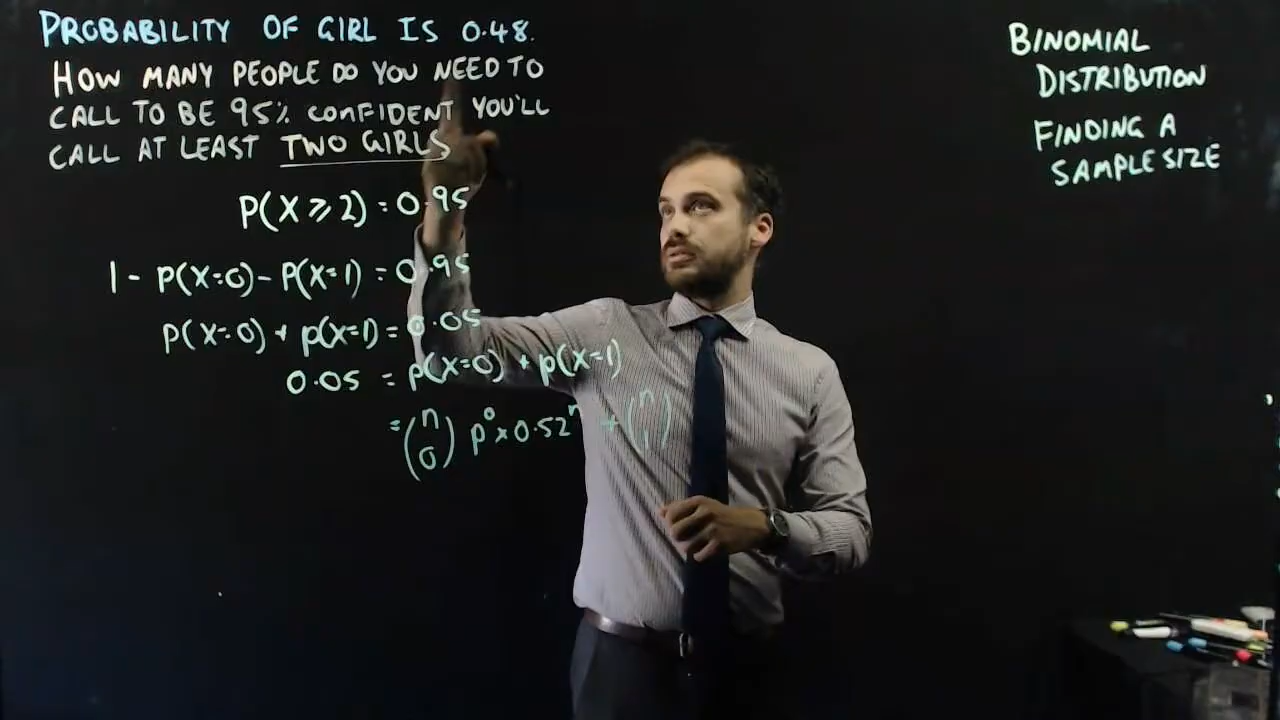 PROBABILITY OF GIRL IS 0.48.
HOW MANY PEOPLE DO YOU NEED TO
CALL TO BE 95% CONFIDENT YOU'LL
CALL AT LEAST TWO GIRLS
P(X ⩾ 2) = 0.95
1 - P(X=0) - P(X=1) = 0.95
P(X=0) + P(X=1) = 0.05
0.05 = P(X=0) + P(X=1)
= (n 0) p⁰ × 0.52ⁿ + (n 1)
BINOMIAL
DISTRIBUTION
FINDING A
SAMPLE SIZE